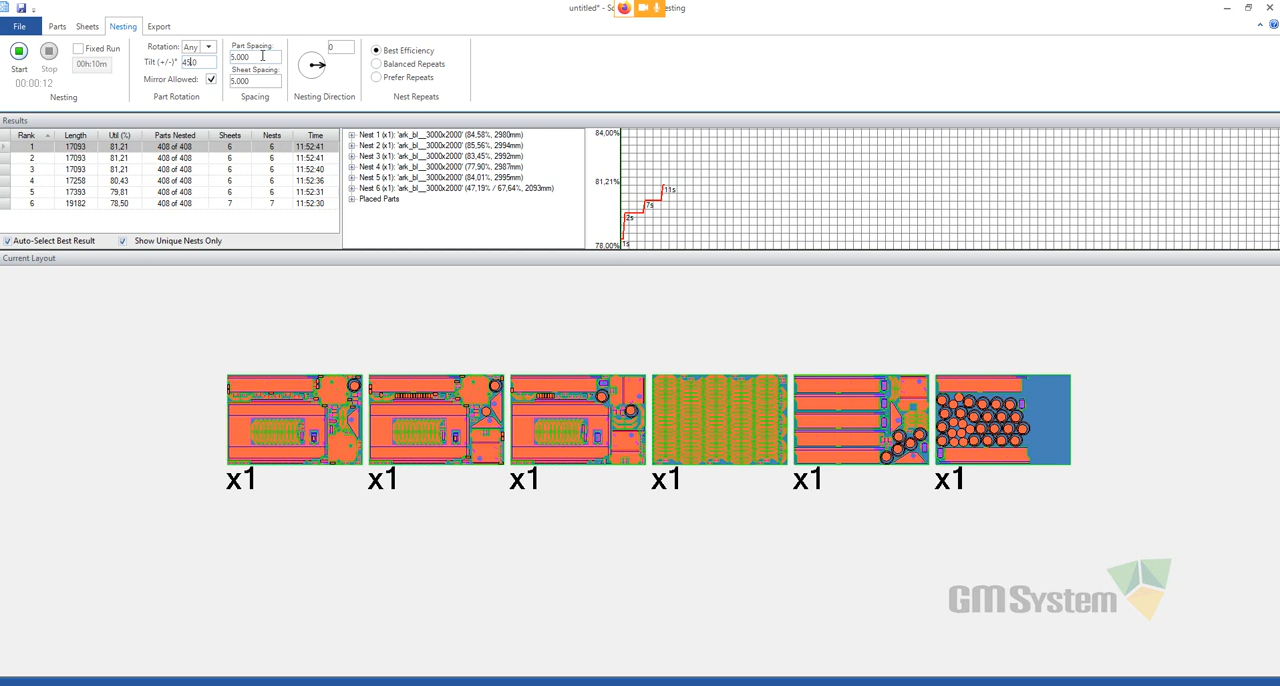 untitled* - So
esting
File Parts Sheets Nesting Export
Start
Stop
00:00:12
Fixed Run
00h:10m
Nesting
Rotation: Any
Tilt (+/-)° 45.0
Mirror Allowed:
Part Rotation
Part Spacing:
5.000
Sheet Spacing:
5.000
Spacing
0
Nesting Direction
Best Efficiency
Balanced Repeats
Prefer Repeats
Nest Repeats
Results
Rank Length Util (%) Parts Nested Sheets Nests Time
1 17093 81,21 408 of 408 6 6 11:52:41
2 17093 81,21 408 of 408 6 6 11:52:41
3 17093 81,21 408 of 408 6 6 11:52:40
4 17258 80,43 408 of 408 6 6 11:52:36
5 17393 79,81 408 of 408 6 6 11:52:31
6 19182 78,50 408 of 408 7 7 11:52:30
Auto-Select Best Result Show Unique Nests Only
Nest 1 (x1): 'ark_bl__3000x2000' (84,58%, 2980mm)
Nest 2 (x1): 'ark_bl__3000x2000' (85,56%, 2994mm)
Nest 3 (x1): 'ark_bl__3000x2000' (83,45%, 2992mm)
Nest 4 (x1): 'ark_bl__3000x2000' (77,90%, 2987mm)
Nest 5 (x1): 'ark_bl__3000x2000' (84,01%, 2995mm)
Nest 6 (x1): 'ark_bl__3000x2000' (47,19% / 67,64%, 2093mm)
Placed Parts
84,00%
81,21%
78,00%
1s
2s
7s
11s
Current Layout
x1 x1 x1 x1 x1 x1
GM System